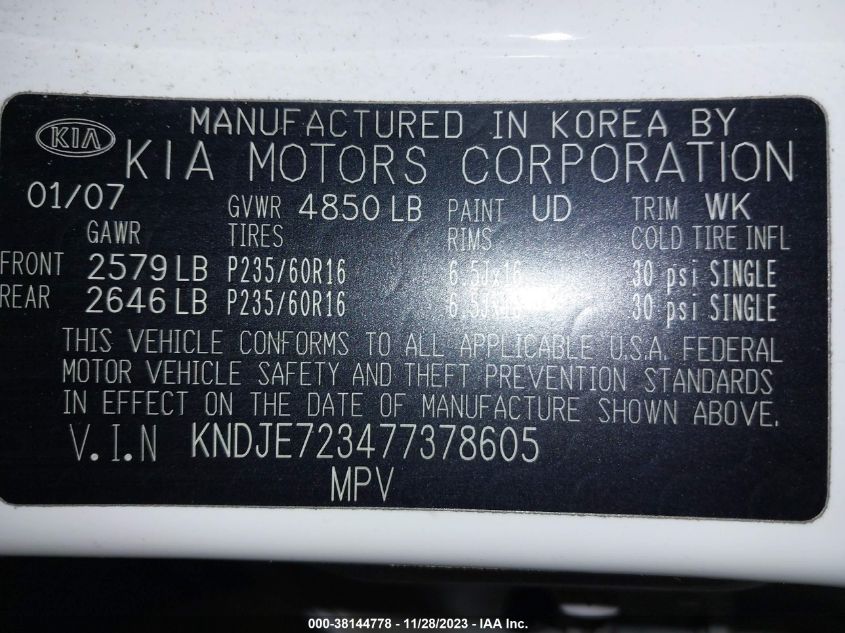 MANUFACTURED IN KOREA BY
KIA
KIA MOTORS CORPORATION
01/07 GVWR 4850 LB PAINT UD TRIM WK
GAWR TIRES RIMS COLD TIRE INFL
FRONT 2579 LB P235/60R16 6.5Jx16 30 psi SINGLE
REAR 2646 LB P235/60R16 6.5Jx16 30 psi SINGLE
THIS VEHICLE CONFORMS TO ALL APPLICABLE U.S.A. FEDERAL
MOTOR VEHICLE SAFETY AND THEFT PREVENTION STANDARDS
IN EFFECT ON THE DATE OF MANUFACTURE SHOWN ABOVE.
V.I.N KNDJE723477378605
MPV
000-38144778 - 11/28/2023 - IAA Inc.